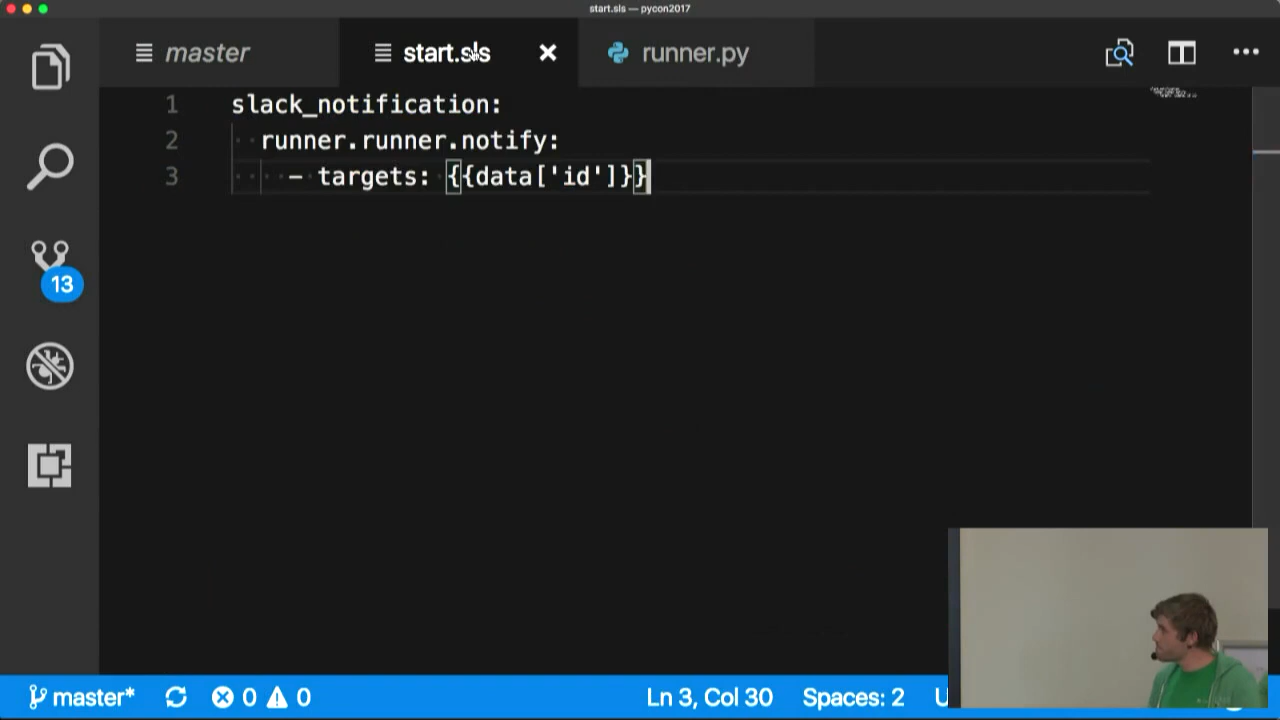 start.sls — pycon2017
master
start.sls
runner.py
1 slack_notification:
2 runner.runner.notify:
3 - targets: {{data['id']}}
13
master* 0 0 Ln 3, Col 30 Spaces: 2 U